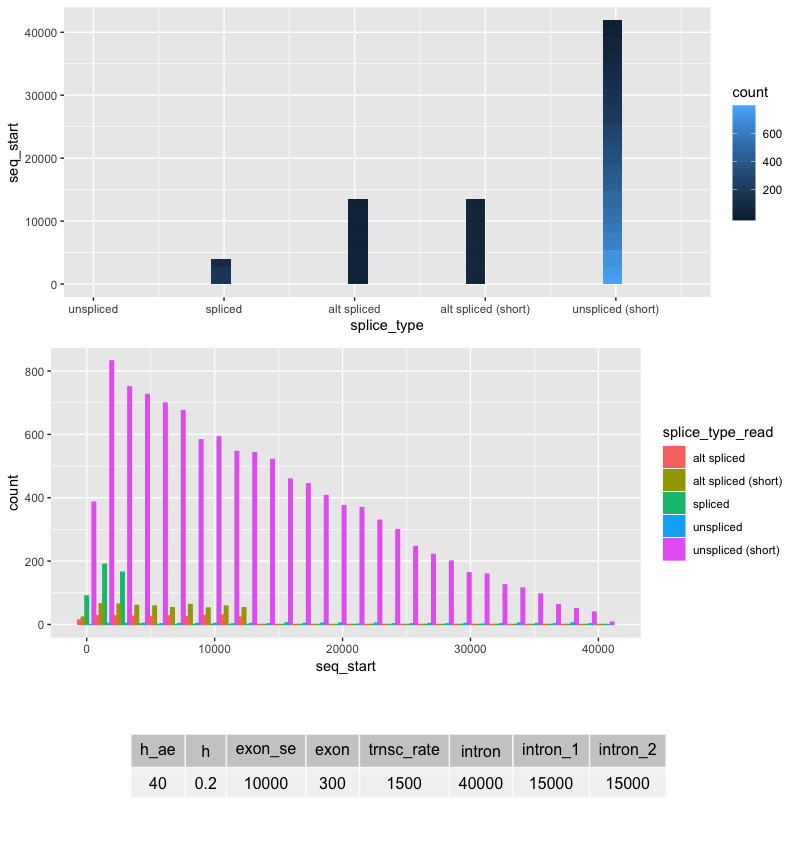 40000
30000
20000
10000
0
seq_start
unspliced spliced alt spliced alt spliced (short) unspliced (short)
splice_type
count
600
400
200
800
600
400
200
0
count
0 10000 20000 30000 40000
seq_start
splice_type_read
alt spliced
alt spliced (short)
spliced
unspliced
unspliced (short)
h_ae h exon_se exon trnsc_rate intron intron_1 intron_2
40 0.2 10000 300 1500 40000 15000 15000